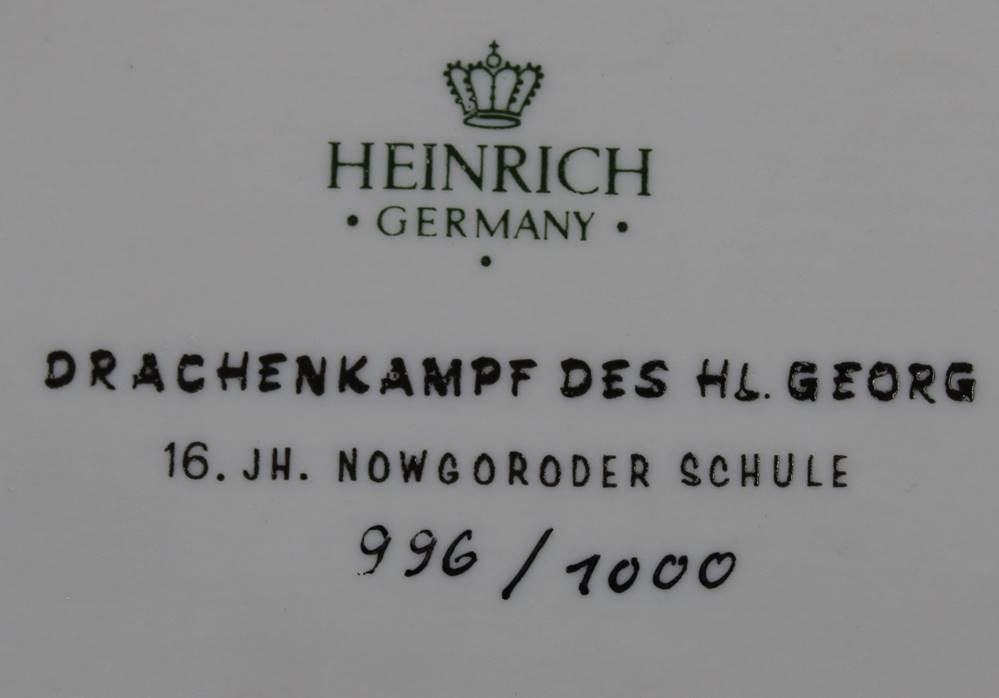 HEINRICH
• GERMANY •
DRACHENKAMPF DES HL. GEORG
16. JH. NOWGORODER SCHULE
996/1000